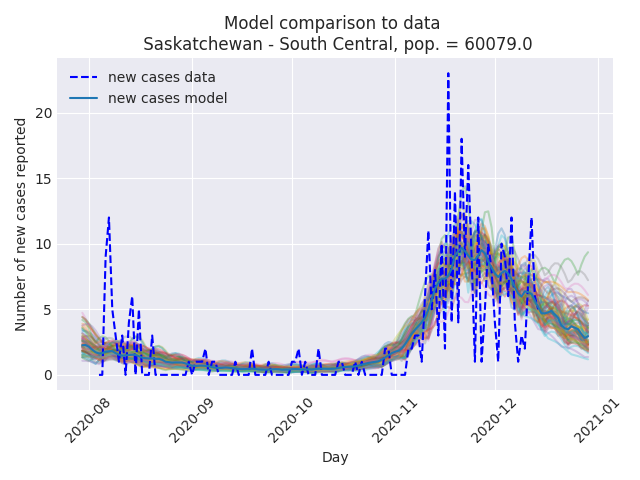 Model comparison to data
Saskatchewan - South Central, pop. = 60079.0
new cases data
new cases model
Number of new cases reported
20
15
10
5
0
2020-08
2020-09
2020-10
2020-11
2020-12
2021-01
Day